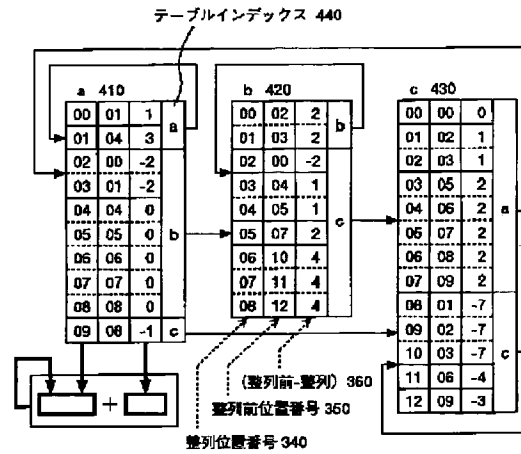 テーブルインデックス 440
a 410
00 01 1
01 04 3
a
02 00 -2
03 01 -2
04 04 0
05 05 0
06 06 0
07 07 0
08 08 0
b
09 08 -1 c
b 420
00 02 2
01 03 2
b
02 00 -2
03 04 1
04 05 1
05 07 2
06 10 4
07 11 4
08 12 4
c
c 430
00 00 0
01 02 1
02 03 1
03 05 2
04 06 2
05 07 2
06 08 2
07 09 2
a
08 01 -7
09 02 -7
10 03 -7
11 06 -4
12 09 -3
c
+
(整列前-整列) 360
整列前位置番号 350
整列位置番号 340